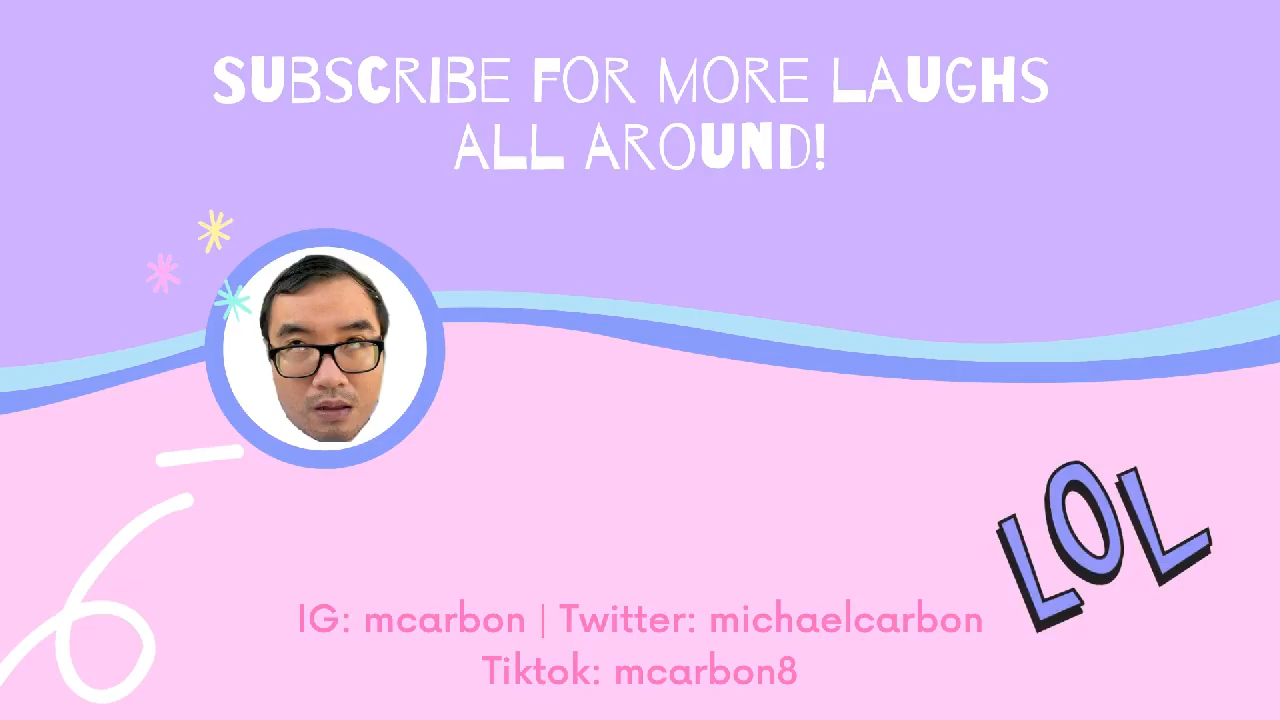 SUBSCRIBE FOR MORE LAUGHS
ALL AROUND!
LOL
IG: mcarbon | Twitter: michaelcarbon
Tiktok: mcarbon8